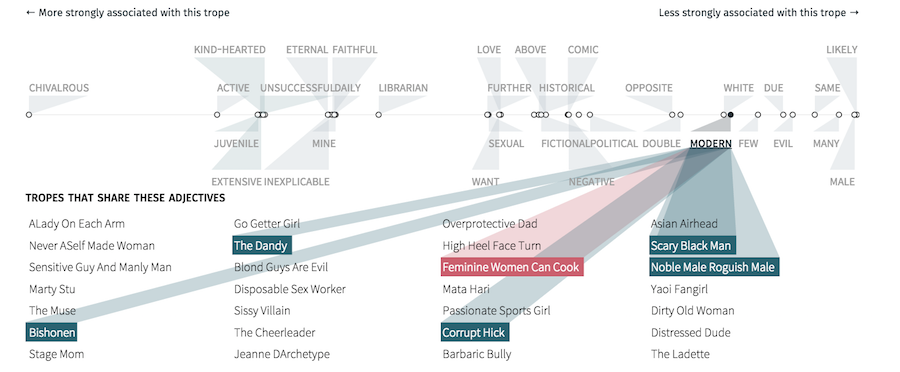 ← More strongly associated with this trope Less strongly associated with this trope →
KIND-HEARTED ETERNAL FAITHFUL LOVE ABOVE COMIC LIKELY
CHIVALROUS ACTIVE UNSUCCESSFUL DAILY LIBRARIAN FURTHER HISTORICAL OPPOSITE WHITE DUE SAME
JUVENILE MINE SEXUAL FICTIONAL POLITICAL DOUBLE MODERN FEW EVIL MANY
EXTENSIVE INEXPLICABLE WANT NEGATIVE MALE
TROPES THAT SHARE THESE ADJECTIVES
ALady On Each Arm Go Getter Girl Overprotective Dad Asian Airhead
Never ASelf Made Woman The Dandy High Heel Face Turn Scary Black Man
Sensitive Guy And Manly Man Blond Guys Are Evil Feminine Women Can Cook Noble Male Roguish Male
Marty Stu Disposable Sex Worker Mata Hari Yaoi Fangirl
The Muse Sissy Villain Passionate Sports Girl Dirty Old Woman
Bishonen The Cheerleader Corrupt Hick Distressed Dude
Stage Mom Jeanne DArchetype Barbaric Bully The Ladette